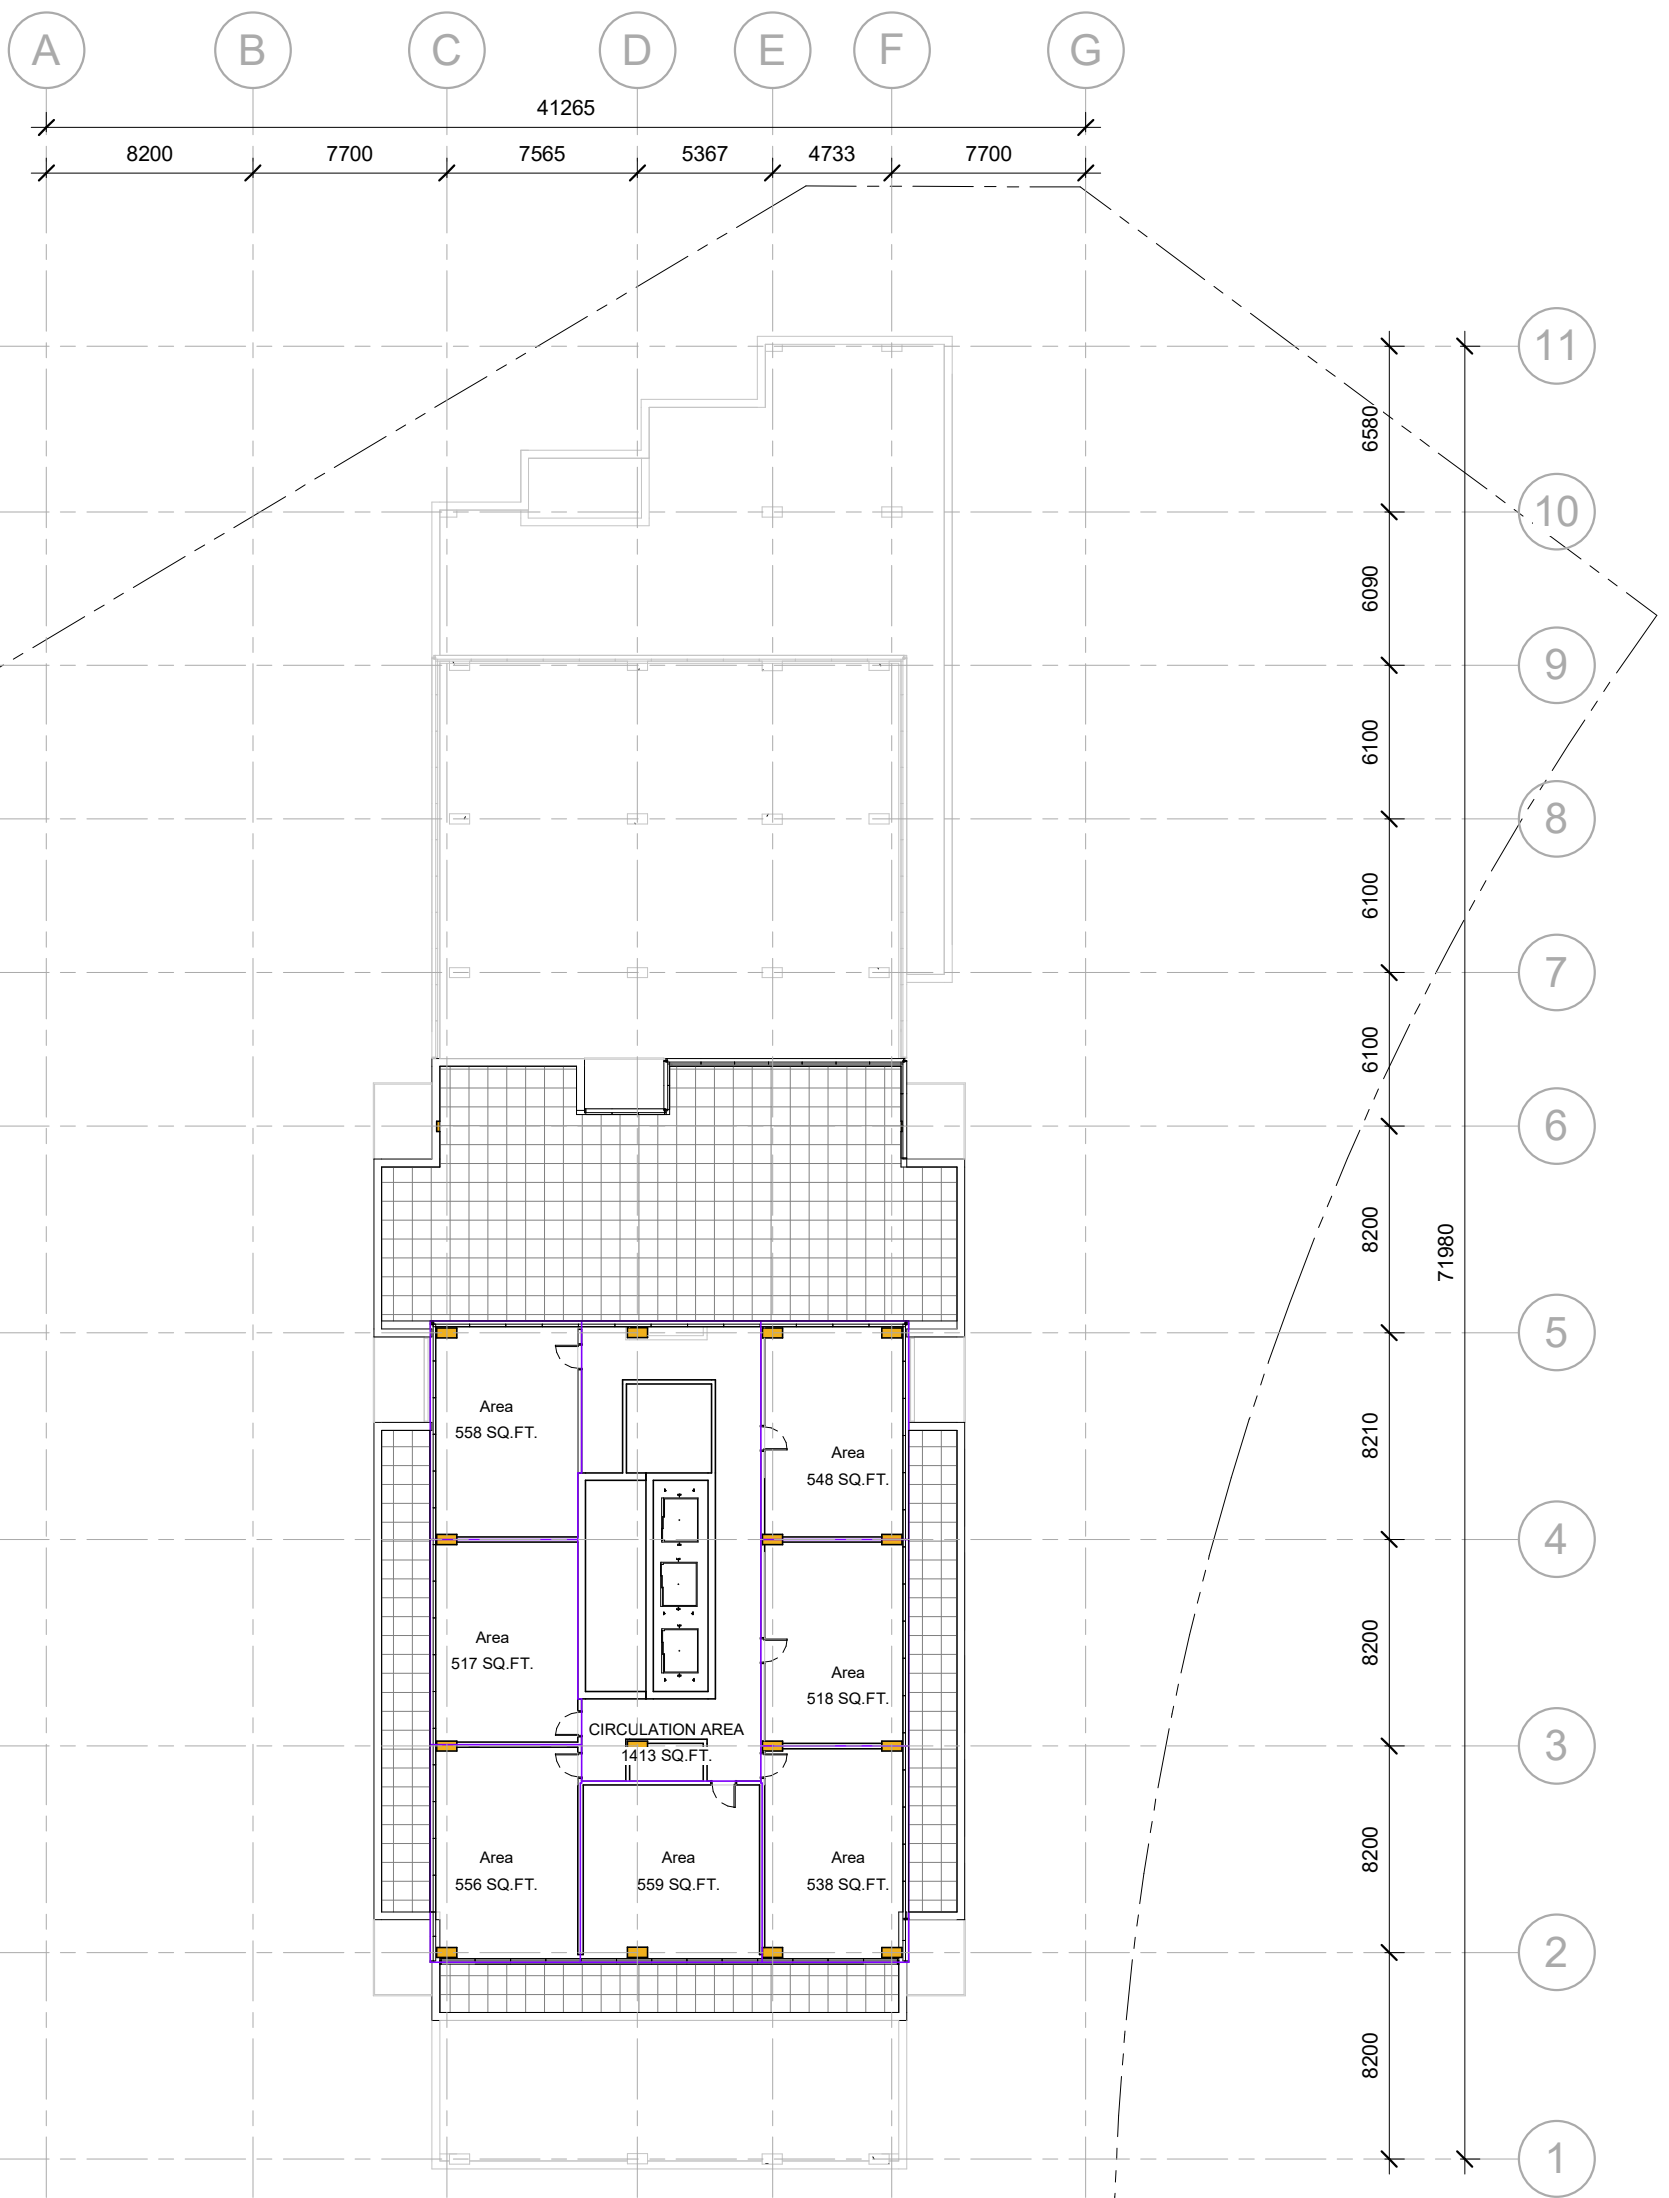 A B C D E F G
41265
8200 7700 7565 5367 4733 7700
11
6580
10
6090
9
6100
8
6100
7
6100
6
8200
71980
5
Area
558 SQ.FT.
8210
Area
548 SQ.FT.
4
Area
517 SQ.FT.
8200
Area
518 SQ.FT.
CIRCULATION AREA
1413 SQ.FT.
3
Area
556 SQ.FT.
Area
559 SQ.FT.
Area
538 SQ.FT.
8200
2
8200
1